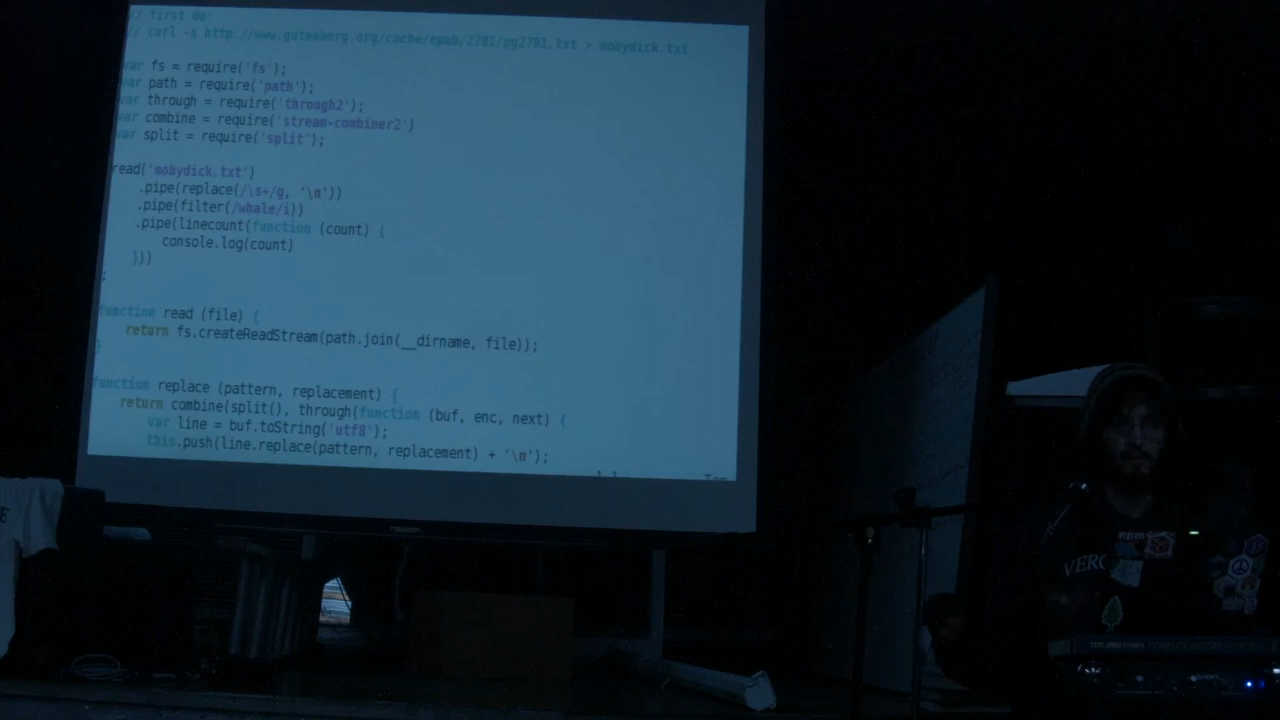 // first do:
// curl -s http://www.gutenberg.org/cache/epub/2701/pg2701.txt > mobydick.txt
var fs = require('fs');
var path = require('path');
var through = require('through2');
var combine = require('stream-combiner2')
var split = require('split');
read('mobydick.txt')
.pipe(replace(/\s+/g, '\n'))
.pipe(filter(/whale/i))
.pipe(linecount(function (count) {
console.log(count)
}))
;
function read (file) {
return fs.createReadStream(path.join(__dirname, file));
}
function replace (pattern, replacement) {
return combine(split(), through(function (buf, enc, next) {
var line = buf.toString('utf8');
this.push(line.replace(pattern, replacement) + '\n');
Top
E
VERG